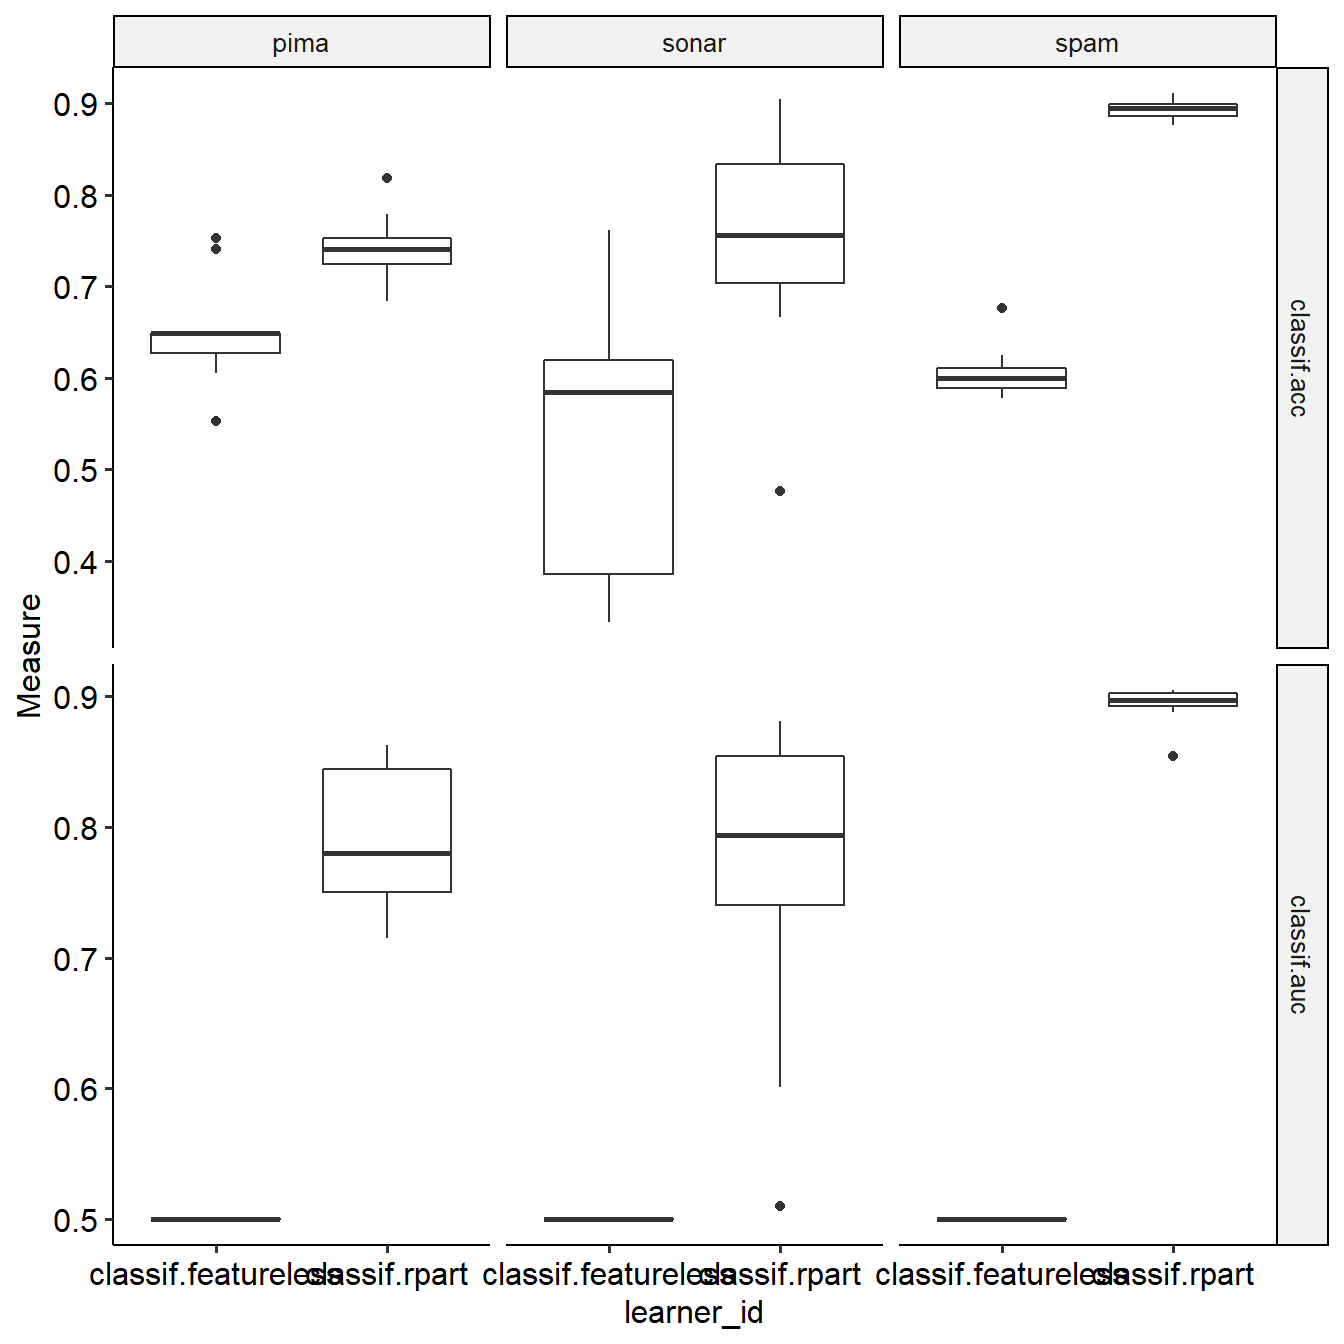 pima
sonar
spam
0.9
0.8
0.7
0.6
0.5
0.4
classif.acc
Measure
0.9
0.8
0.7
0.6
0.5
classif.auc
classif.featureless classif.rpart classif.featureless classif.rpart classif.featureless classif.rpart
learner_id